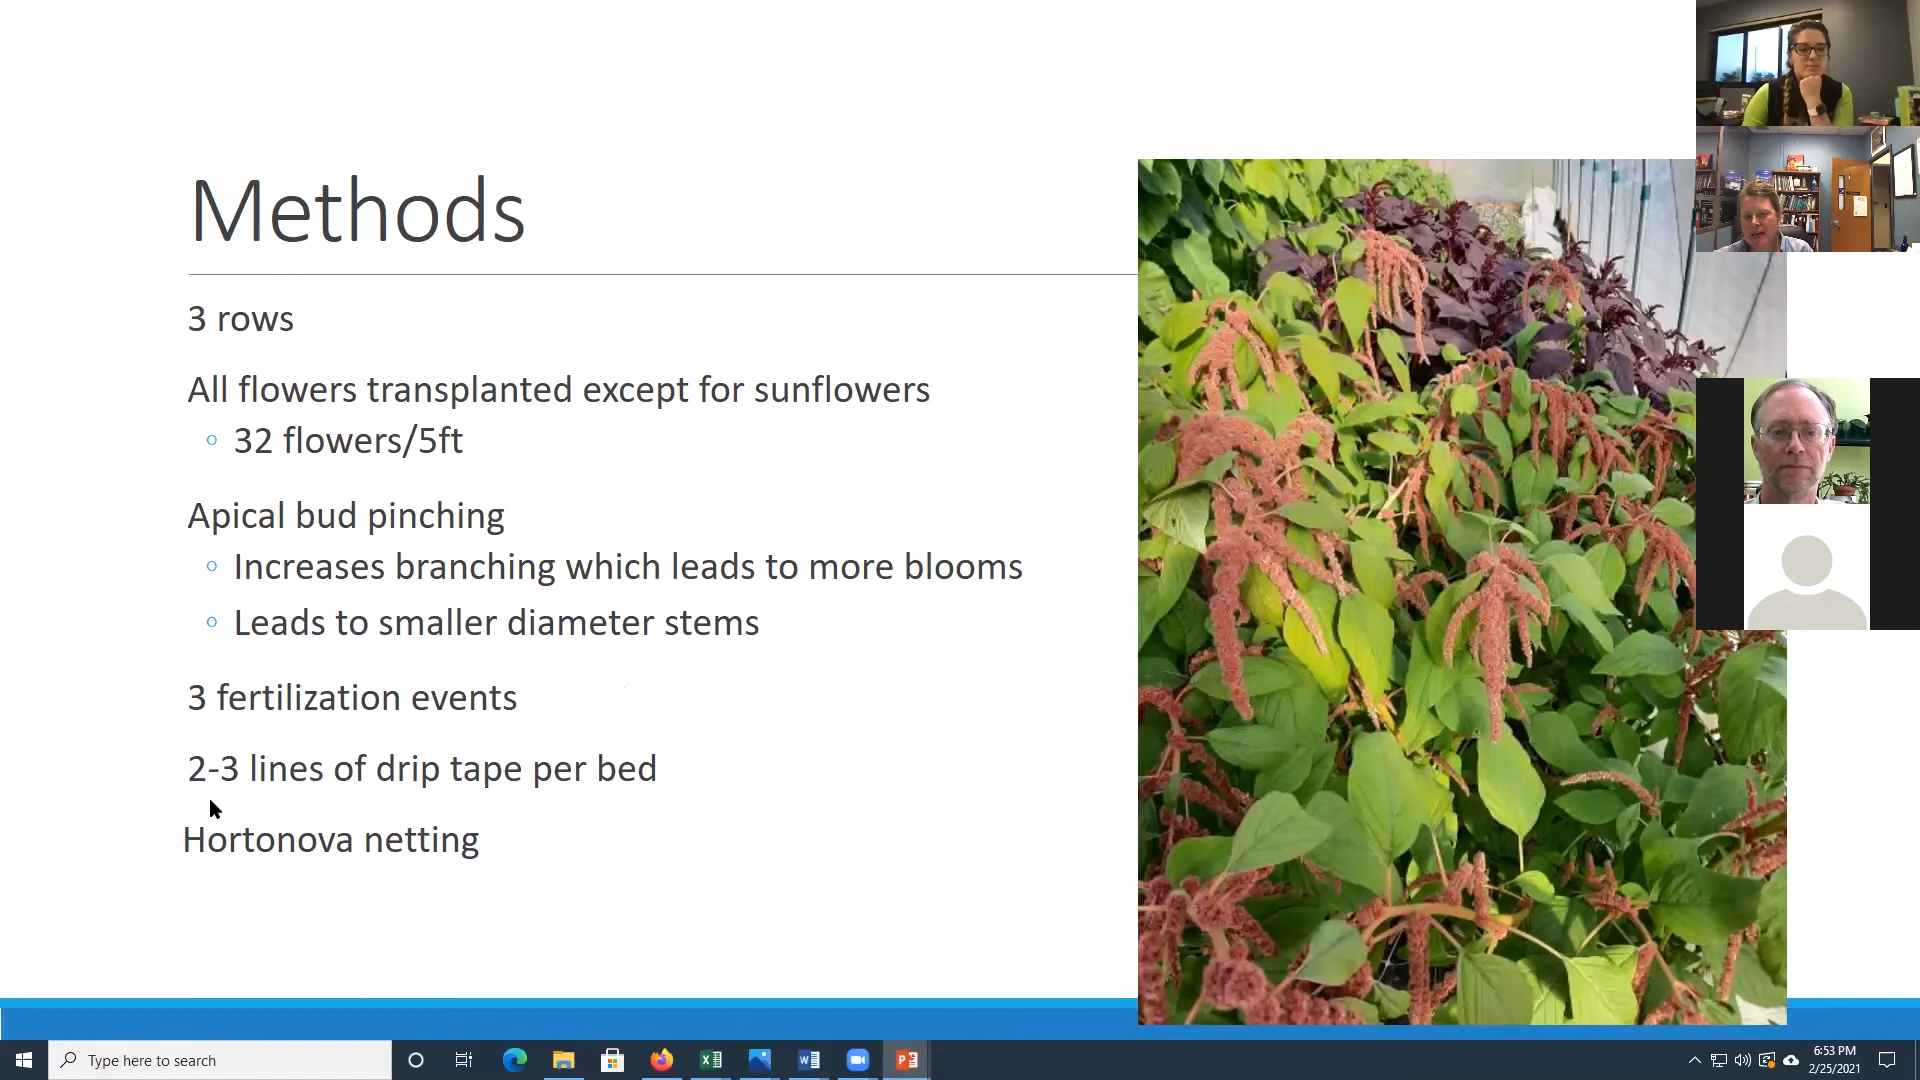 Methods
3 rows
All flowers transplanted except for sunflowers
32 flowers/5ft
Apical bud pinching
Increases branching which leads to more blooms
Leads to smaller diameter stems
3 fertilization events
2-3 lines of drip tape per bed
Hortonova netting
Type here to search
6:53 PM
2/25/2021